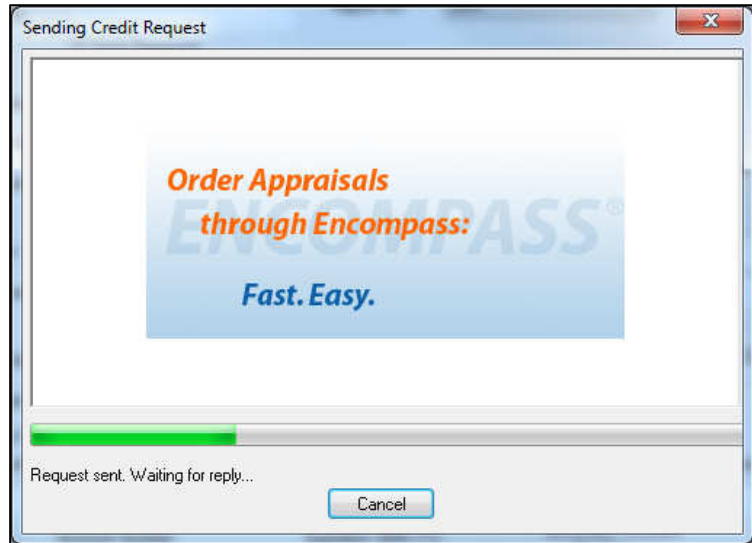 Sending Credit Request
ENCOMPASS®
Order Appraisals
through Encompass:
Fast. Easy.
Request sent. Waiting for reply...
Cancel